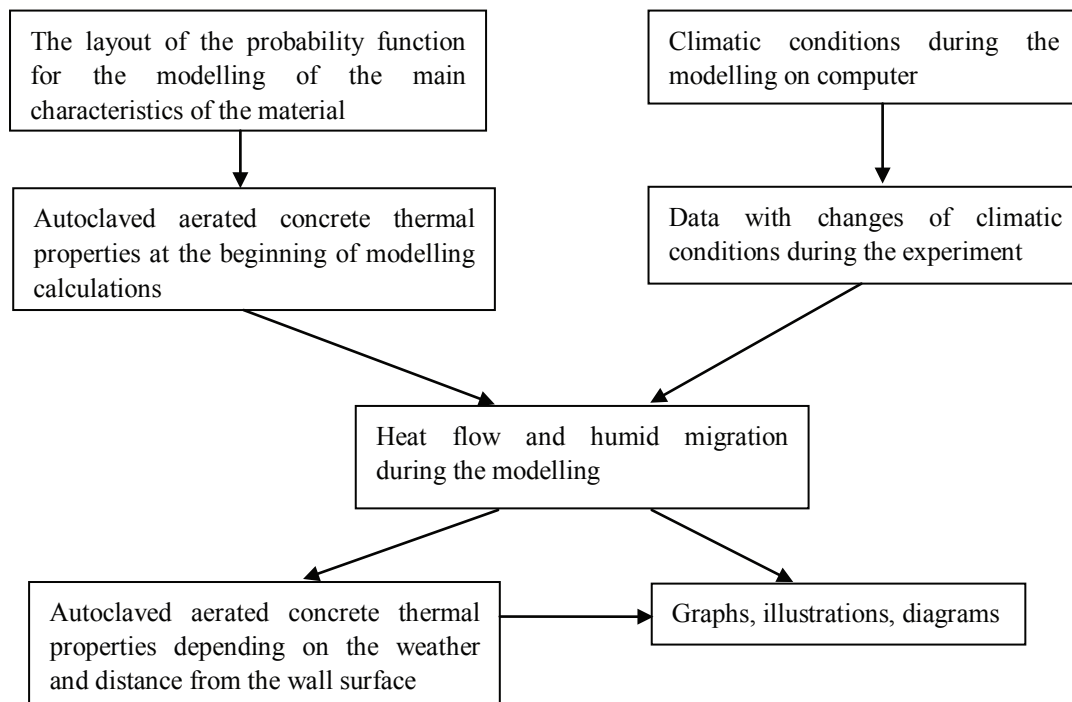 The layout of the probability function
for the modelling of the main
characteristics of the material
Climatic conditions during the
modelling on computer
Autoclaved aerated concrete thermal
properties at the beginning of modelling
calculations
Data with changes of climatic
conditions during the experiment
Heat flow and humid migration
during the modelling
Autoclaved aerated concrete thermal
properties depending on the weather
and distance from the wall surface
Graphs, illustrations, diagrams